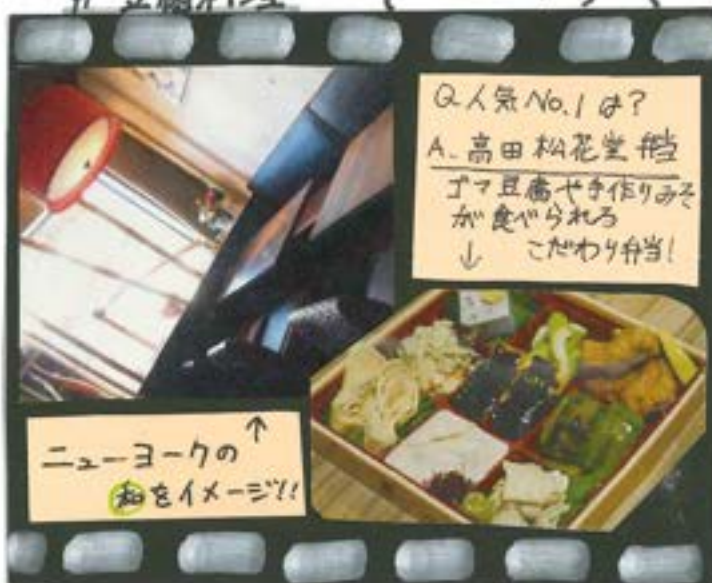 Q.人気No.1は?
A.高田松花堂弁当
ゴマ豆腐や手作りみそ
が食べられる
↓ こだわり弁当!
↑
ニューヨークの
和をイメージ!!